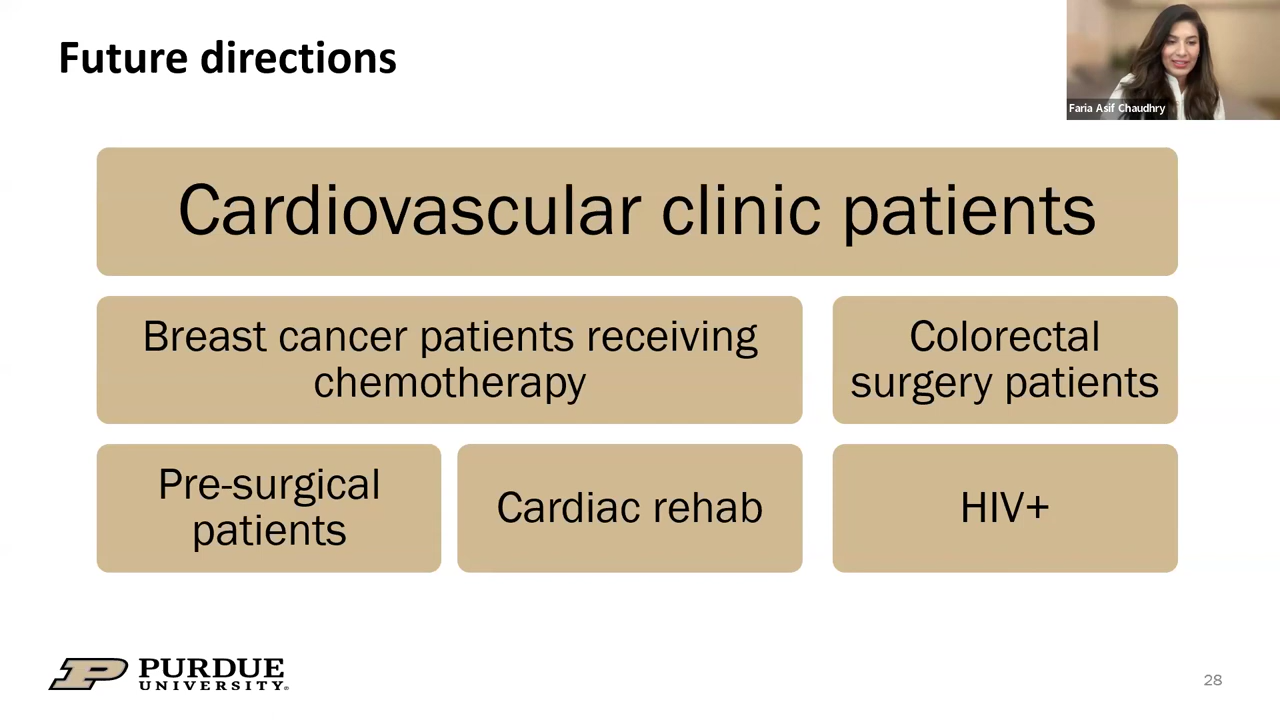 Future directions
Faria Asif Chaudhry
Cardiovascular clinic patients
Breast cancer patients receiving
chemotherapy
Colorectal
surgery patients
Pre-surgical
patients
Cardiac rehab
HIV+
PURDUE
UNIVERSITY®
28